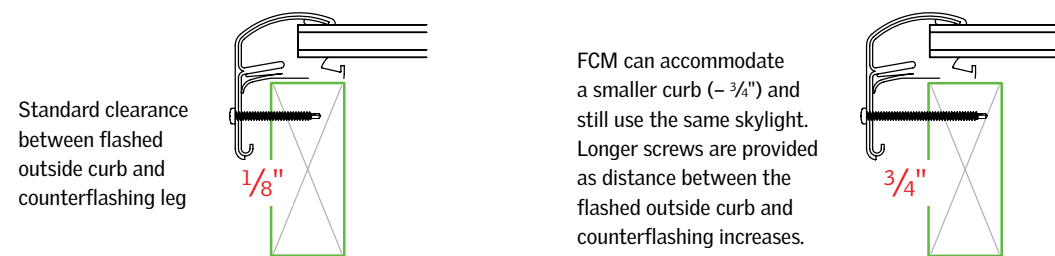 Standard clearance
between flashed
outside curb and
counterflashing leg
1/8"
FCM can accommodate
a smaller curb (– 3/4") and
still use the same skylight.
Longer screws are provided
as distance between the
flashed outside curb and
counterflashing increases.
3/4"